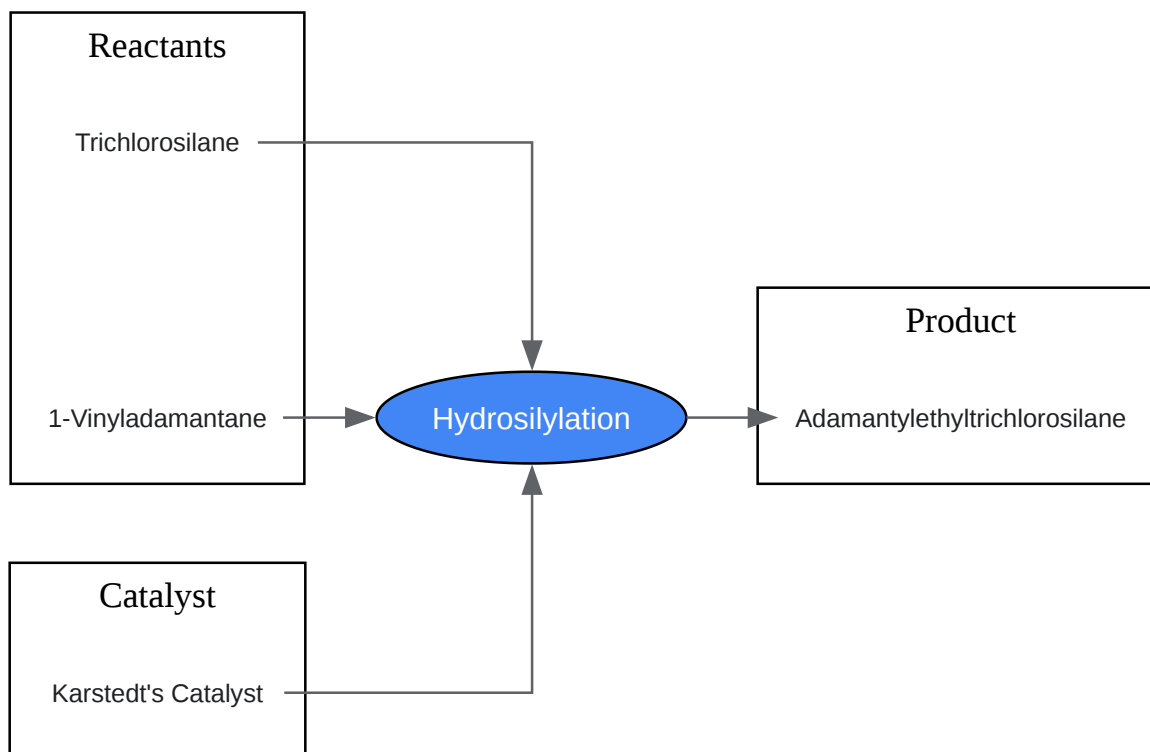 Reactants
Trichlorosilane
1-Vinyladamantane
Hydrosilylation
Product
Adamantylethyltrichlorosilane
Catalyst
Karstedt's Catalyst